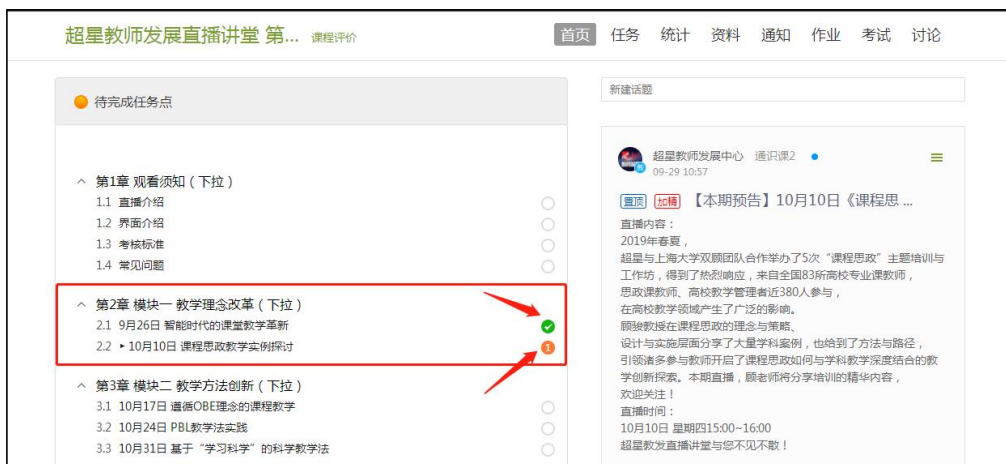 超星教师发展直播讲堂 第... 课程评价
首页 任务 统计 资料 通知 作业 考试 讨论
待完成任务点
第1章 观看须知（下拉）
1.1 直播介绍
1.2 界面介绍
1.3 考核标准
1.4 常见问题
第2章 模块一 教学理念改革（下拉）
2.1 9月26日 智能时代的课堂教学革新
2.2 ▸ 10月10日 课程思政教学实例探讨
1
第3章 模块二 教学方法创新（下拉）
3.1 10月17日 遵循OBE理念的课程教学
3.2 10月24日 PBL教学法实践
3.3 10月31日 基于“学习科学”的科学教学法
新建话题
超星教师发展中心 通识课2
09-29 10:57
置顶 加精 【本期预告】10月10日《课程思 ...
直播内容：
2019年春夏，
超星与上海大学双顾团队合作举办了5次“课程思政”主题培训与
工作坊，得到了热烈响应，来自全国83所高校专业课教师，
思政课教师、高校教学管理者近380人参与，
在高校教学领域产生了广泛的影响。
顾骏教授在课程思政的理念与策略、
设计与实施层面分享了大量学科案例，也给到了方法与路径，
引领诸多参与教师开启了课程思政如何与学科教学深度结合的教
学创新探索。本期直播，顾老师将分享培训的精华内容，
欢迎关注！
直播时间：
10月10日 星期四15:00~16:00
超星教发直播讲堂与您不见不散！